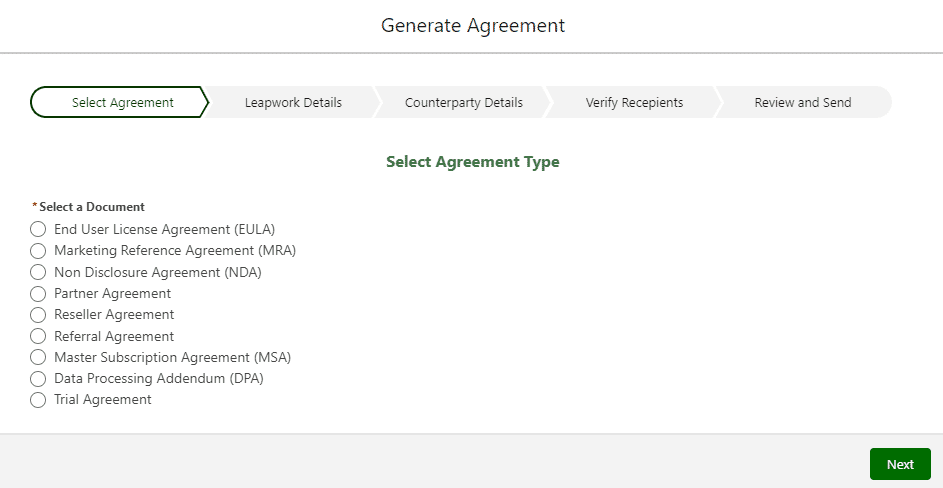 Generate Agreement
Select Agreement
Leapwork Details
Counterparty Details
Verify Recepients
Review and Send
Select Agreement Type
*Select a Document
End User License Agreement (EULA)
Marketing Reference Agreement (MRA)
Non Disclosure Agreement (NDA)
Partner Agreement
Reseller Agreement
Referral Agreement
Master Subscription Agreement (MSA)
Data Processing Addendum (DPA)
Trial Agreement
Next